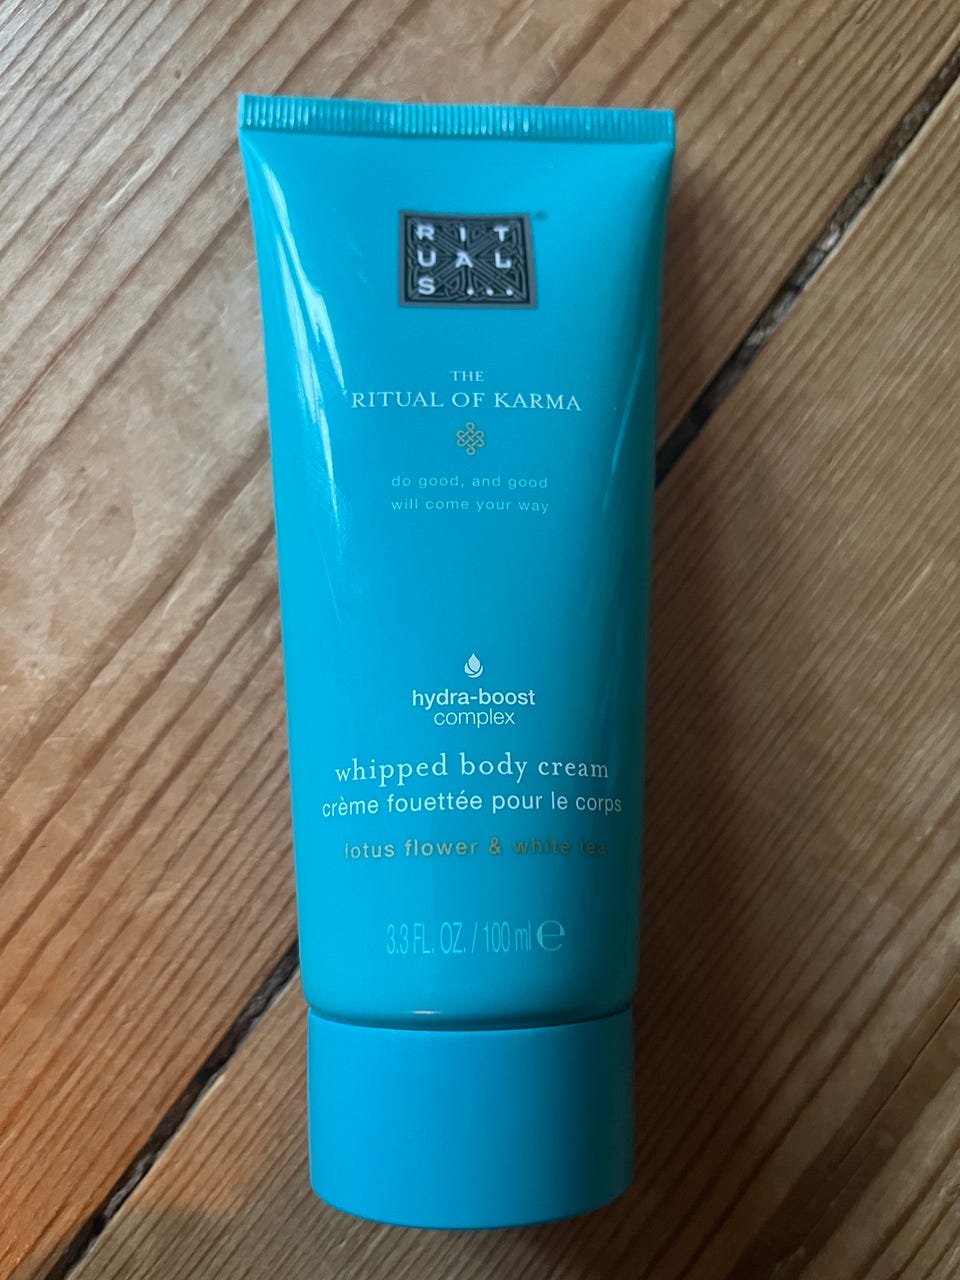 RIT
UAL
S...
THE
RITUAL OF KARMA
do good, and good
will come your way
hydra-boost
complex
whipped body cream
crème fouettée pour le corps
lotus flower & white tea
3.3 FL. OZ. / 100 ml ℮